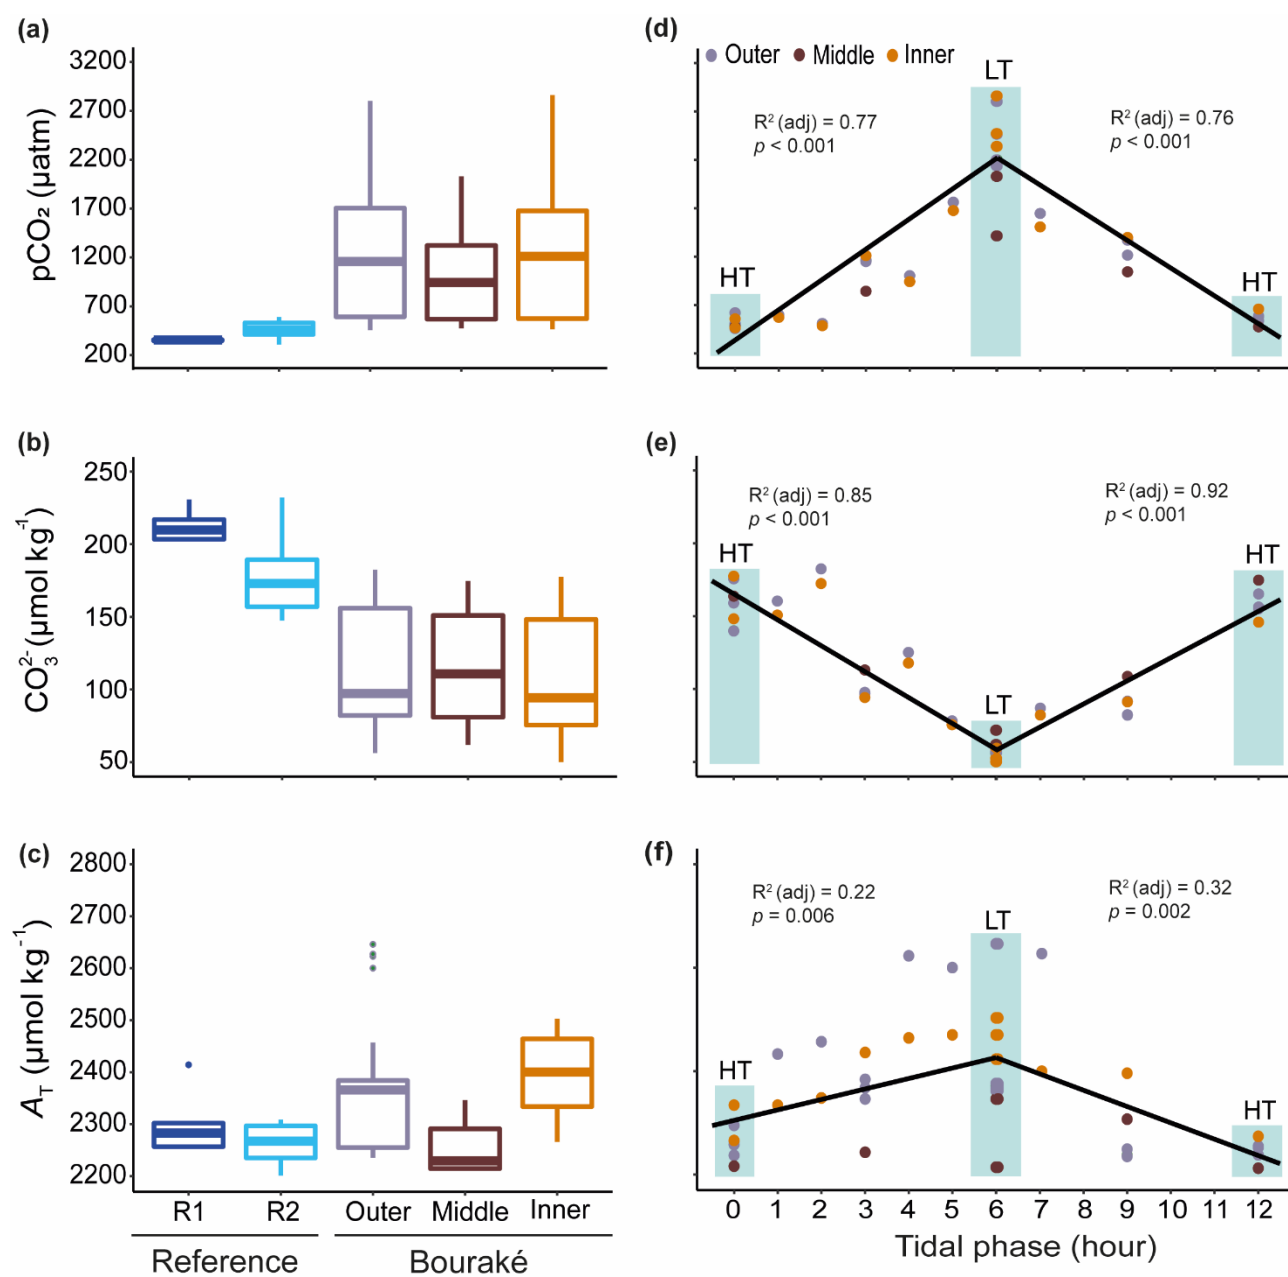 (a)
pCO₂ (µatm)
3200
2700
2200
1700
1200
700
200
(d)
Outer Middle Inner
LT
R² (adj) = 0.77
p < 0.001
R² (adj) = 0.76
p < 0.001
HT
HT
(b)
CO₃²⁻ (µmol kg⁻¹)
250
200
150
100
50
(e)
R² (adj) = 0.85
p < 0.001
R² (adj) = 0.92
p < 0.001
HT
HT
LT
(c)
A_T (µmol kg⁻¹)
2800
2700
2600
2500
2400
2300
2200
R1 R2 Outer Middle Inner
Reference Bouraké
(f)
R² (adj) = 0.22
p = 0.006
R² (adj) = 0.32
p = 0.002
LT
HT
HT
0 1 2 3 4 5 6 7 8 9 10 11 12
Tidal phase (hour)